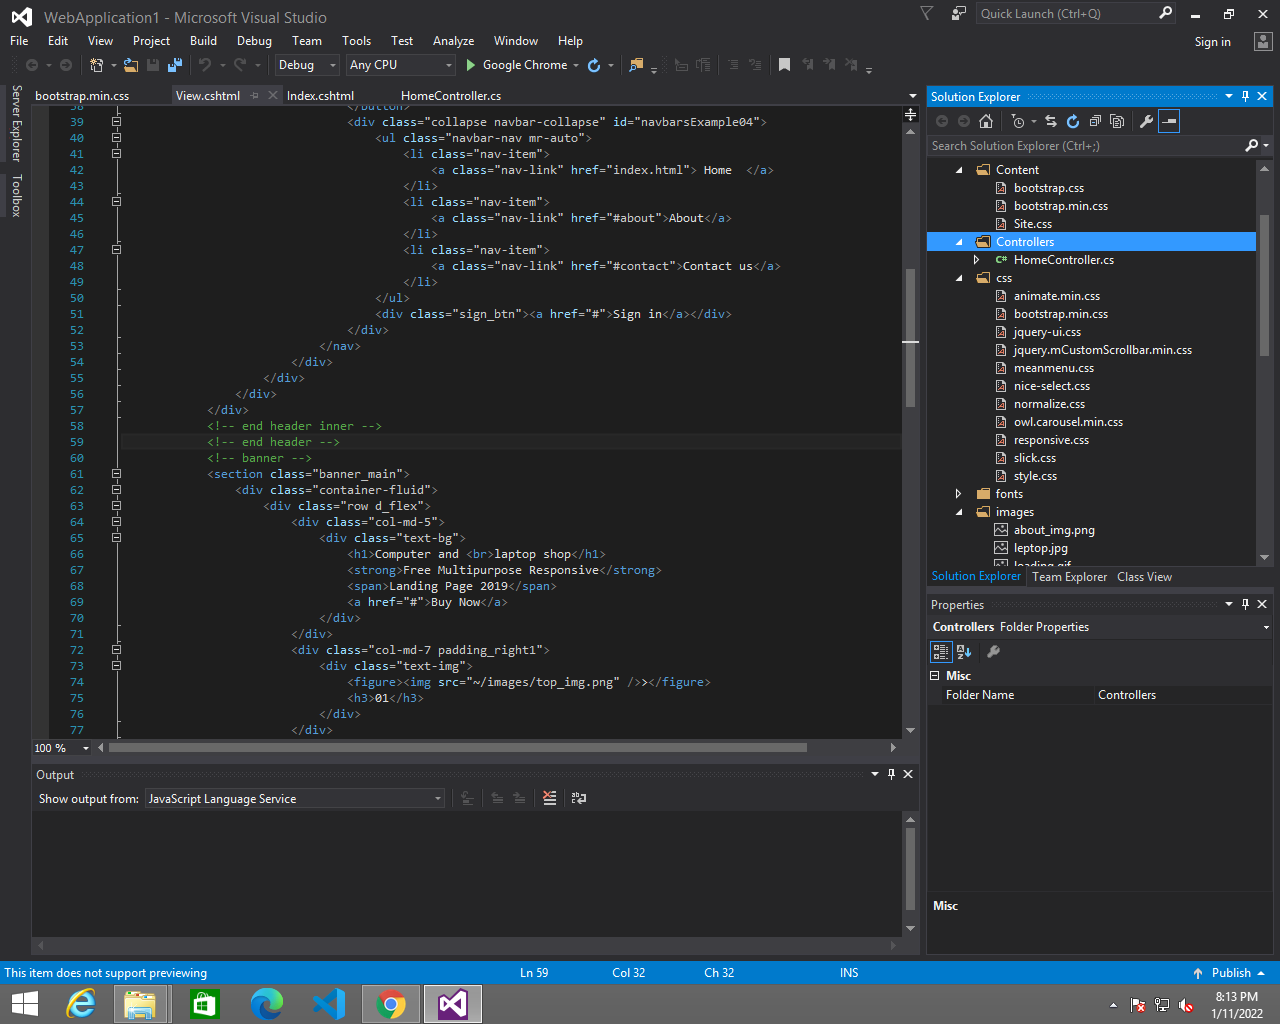 WebApplication1 - Microsoft Visual Studio
Quick Launch (Ctrl+Q)
File Edit View Project Build Debug Team Tools Test Analyze Window Help
Sign in
Debug Any CPU Google Chrome
Server Explorer
Toolbox
bootstrap.min.css View.cshtml Index.cshtml HomeController.cs
38 </button>
39 <div class="collapse navbar-collapse" id="navbarsExample04">
40 <ul class="navbar-nav mr-auto">
41 <li class="nav-item">
42 <a class="nav-link" href="index.html"> Home  </a>
43 </li>
44 <li class="nav-item">
45 <a class="nav-link" href="#about">About</a>
46 </li>
47 <li class="nav-item">
48 <a class="nav-link" href="#contact">Contact us</a>
49 </li>
50 </ul>
51 <div class="sign_btn"><a href="#">Sign in</a></div>
52 </div>
53 </nav>
54 </div>
55 </div>
56 </div>
57 </div>
58 <!-- end header inner -->
59 <!-- end header -->
60 <!-- banner -->
61 <section class="banner_main">
62 <div class="container-fluid">
63 <div class="row d_flex">
64 <div class="col-md-5">
65 <div class="text-bg">
66 <h1>Computer and <br>laptop shop</h1>
67 <strong>Free Multipurpose Responsive</strong>
68 <span>Landing Page 2019</span>
69 <a href="#">Buy Now</a>
70 </div>
71 </div>
72 <div class="col-md-7 padding_right1">
73 <div class="text-img">
74 <figure><img src="~/images/top_img.png" />></figure>
75 <h3>01</h3>
76 </div>
77 </div>
100 %
Output
Show output from: JavaScript Language Service
Solution Explorer
Search Solution Explorer (Ctrl+;)
Content
bootstrap.css
bootstrap.min.css
Site.css
Controllers
C# HomeController.cs
css
animate.min.css
bootstrap.min.css
jquery-ui.css
jquery.mCustomScrollbar.min.css
meanmenu.css
nice-select.css
normalize.css
owl.carousel.min.css
responsive.css
slick.css
style.css
fonts
images
about_img.png
leptop.jpg
loading.gif
Solution Explorer Team Explorer Class View
Properties
Controllers Folder Properties
Misc
Folder Name Controllers
Misc
This item does not support previewing Ln 59 Col 32 Ch 32 INS Publish
8:13 PM
1/11/2022